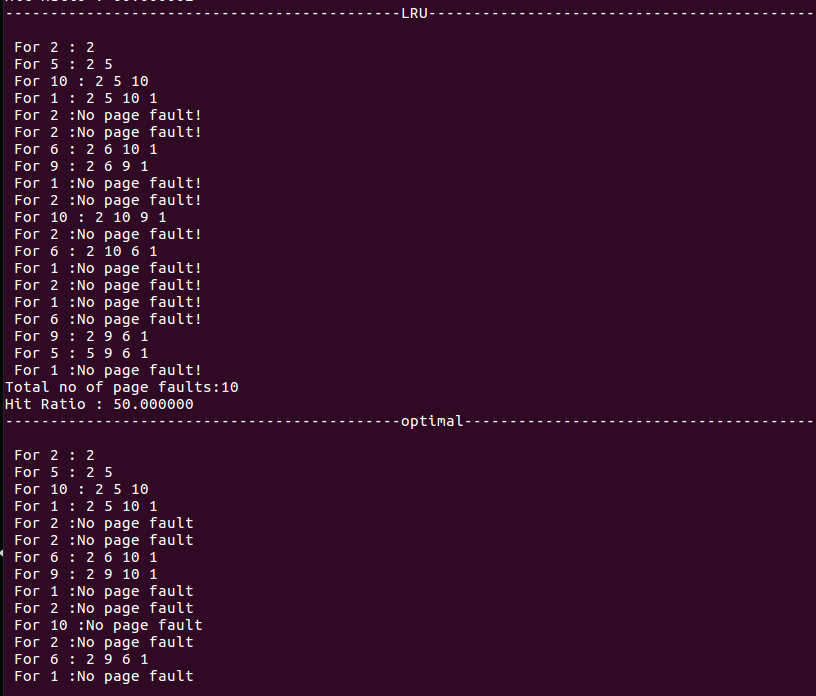 ---------------------------------------------LRU-------------------------------------------
For 2 : 2
For 5 : 2 5
For 10 : 2 5 10
For 1 : 2 5 10 1
For 2 :No page fault!
For 2 :No page fault!
For 6 : 2 6 10 1
For 9 : 2 6 9 1
For 1 :No page fault!
For 2 :No page fault!
For 10 : 2 10 9 1
For 2 :No page fault!
For 6 : 2 10 6 1
For 1 :No page fault!
For 2 :No page fault!
For 1 :No page fault!
For 6 :No page fault!
For 9 : 2 9 6 1
For 5 : 5 9 6 1
For 1 :No page fault!
Total no of page faults:10
Hit Ratio : 50.000000
---------------------------------------------optimal---------------------------------------
For 2 : 2
For 5 : 2 5
For 10 : 2 5 10
For 1 : 2 5 10 1
For 2 :No page fault
For 2 :No page fault
For 6 : 2 6 10 1
For 9 : 2 9 10 1
For 1 :No page fault
For 2 :No page fault
For 10 :No page fault
For 2 :No page fault
For 6 : 2 9 6 1
For 1 :No page fault